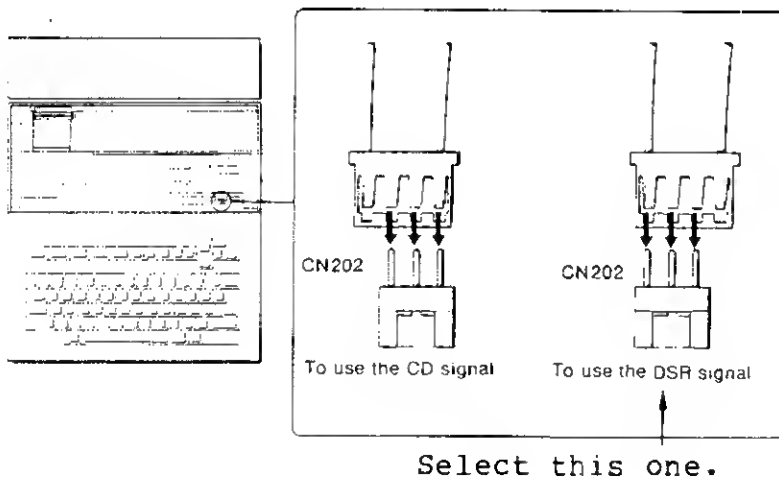 CN202
CN202
To use the CD signal
To use the DSR signal
Select this one.